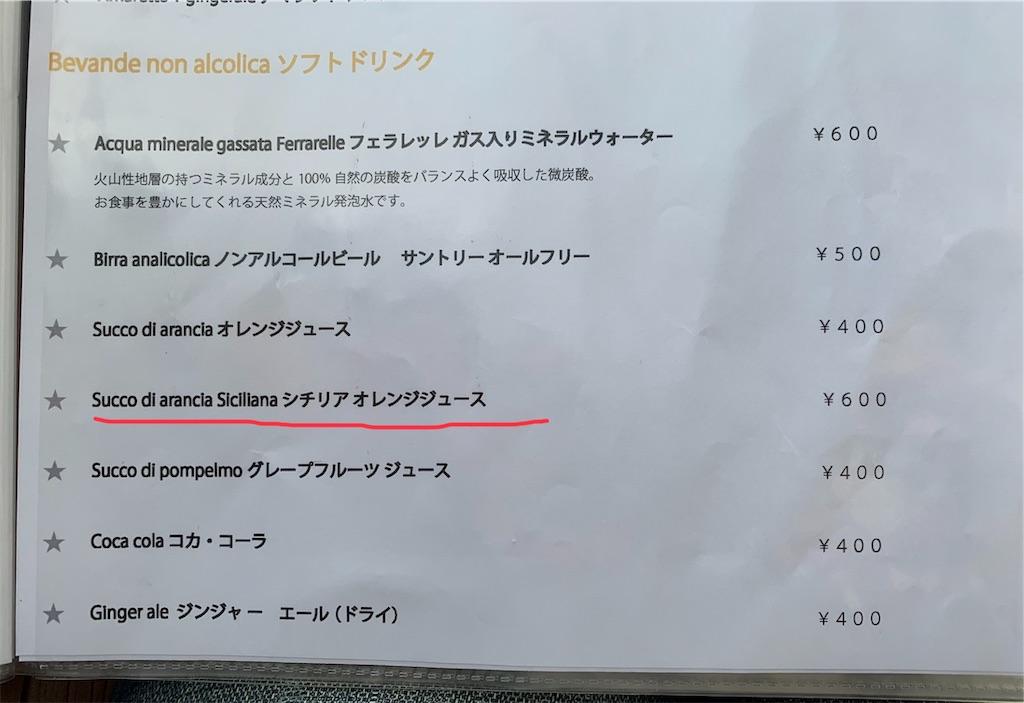 Bevande non alcolica ソフトドリンク
★ Acqua minerale gassata Ferrarelle フェラレッレ ガス入りミネラルウォーター ￥600
火山性地層の持つミネラル成分と 100% 自然の炭酸をバランスよく吸収した微炭酸。
お食事を豊かにしてくれる天然ミネラル発泡水です。
★ Birra analicolica ノンアルコールビール サントリー オールフリー ￥500
★ Succo di arancia オレンジジュース ￥400
★ Succo di arancia Siciliana シチリア オレンジジュース ￥600
★ Succo di pompelmo グレープフルーツ ジュース ￥400
★ Coca cola コカ・コーラ ￥400
★ Ginger ale ジンジャー エール（ドライ） ￥400